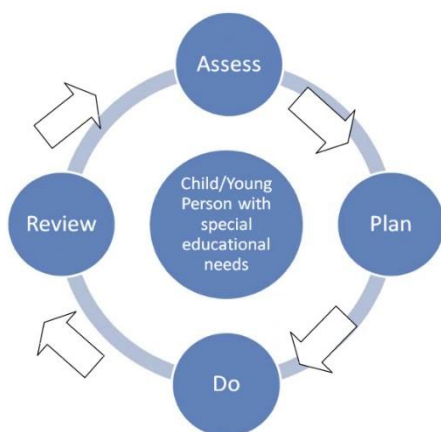 Assess
Child/Young
Person with
special
educational
needs
Review
Plan
Do